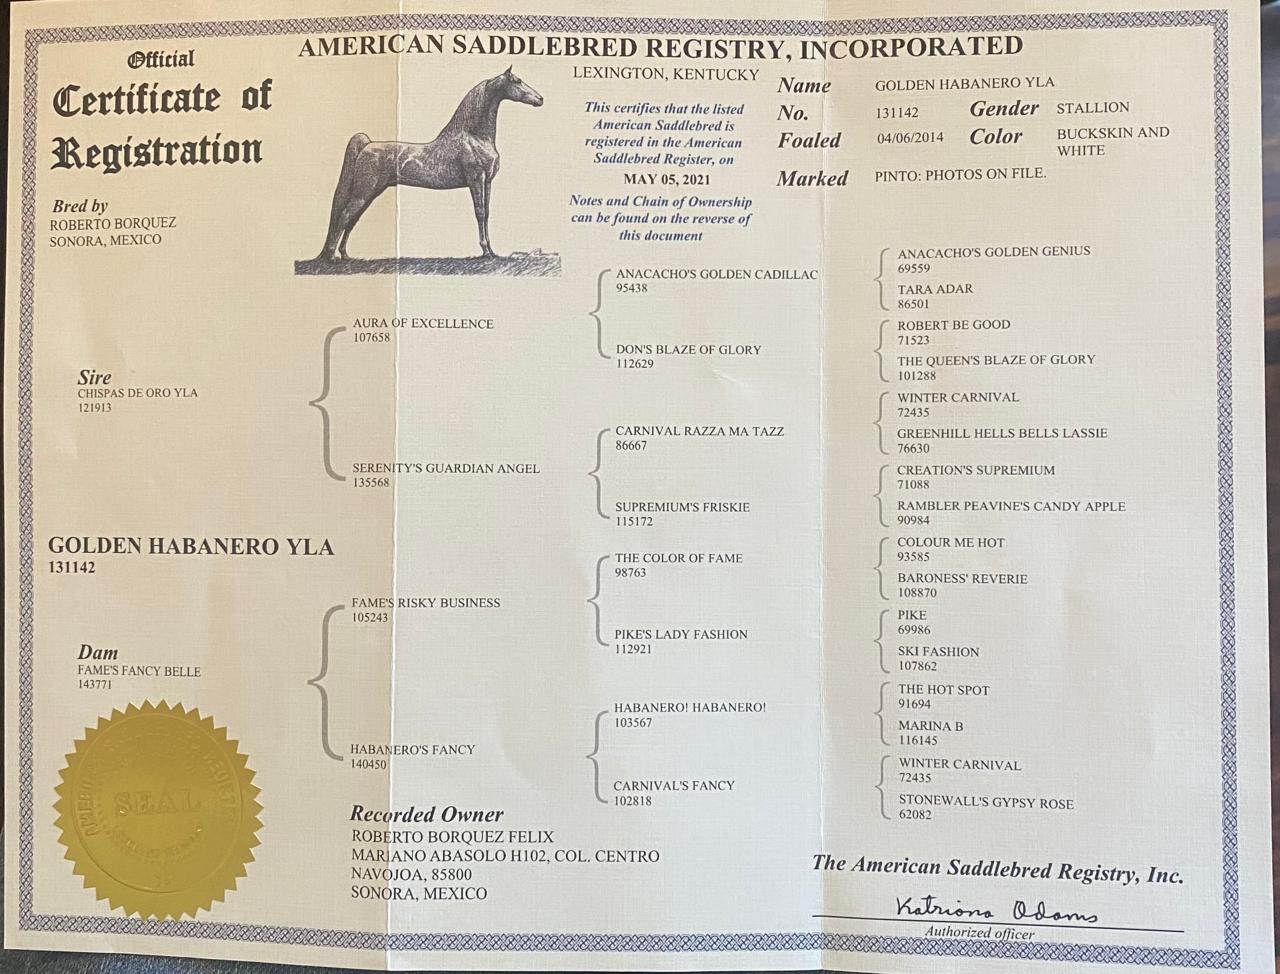 AMERICAN SADDLEBRED REGISTRY, INCORPORATED
LEXINGTON, KENTUCKY
Official
Certificate of
Registration
Bred by
ROBERTO BORQUEZ
SONORA, MEXICO
This certifies that the listed
American Saddlebred is
registered in the American
Saddlebred Register, on
MAY 05, 2021
Notes and Chain of Ownership
can be found on the reverse of
this document
Name GOLDEN HABANERO YLA
No. 131142 Gender STALLION
Foaled 04/06/2014 Color BUCKSKIN AND
WHITE
Marked PINTO: PHOTOS ON FILE.
Sire
CHISPAS DE ORO YLA
121913
GOLDEN HABANERO YLA
131142
Dam
FAME'S FANCY BELLE
143771
AURA OF EXCELLENCE
107658
SERENITY'S GUARDIAN ANGEL
135568
FAME'S RISKY BUSINESS
105243
HABANERO'S FANCY
140450
ANACACHO'S GOLDEN CADILLAC
95438
DON'S BLAZE OF GLORY
112629
CARNIVAL RAZZA MA TAZZ
86667
SUPREMIUM'S FRISKIE
115172
THE COLOR OF FAME
98763
PIKE'S LADY FASHION
112921
HABANERO! HABANERO!
103567
CARNIVAL'S FANCY
102818
ANACACHO'S GOLDEN GENIUS
69559
TARA ADAR
86501
ROBERT BE GOOD
71523
THE QUEEN'S BLAZE OF GLORY
101288
WINTER CARNIVAL
72435
GREENHILL HELLS BELLS LASSIE
76630
CREATION'S SUPREMIUM
71088
RAMBLER PEAVINE'S CANDY APPLE
90984
COLOUR ME HOT
93585
BARONESS' REVERIE
108870
PIKE
69986
SKI FASHION
107862
THE HOT SPOT
91694
MARINA B
116145
WINTER CARNIVAL
72435
STONEWALL'S GYPSY ROSE
62082
SEAL
Recorded Owner
ROBERTO BORQUEZ FELIX
MARIANO ABASOLO H102, COL. CENTRO
NAVOJOA, 85800
SONORA, MEXICO
The American Saddlebred Registry, Inc.
Katriona Adams
Authorized officer